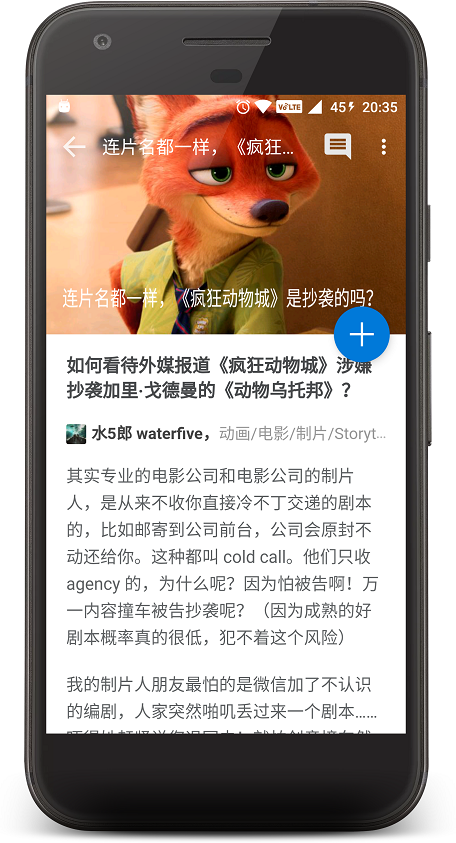 VoLTE 45 20:35
连片名都一样，《疯狂...
连片名都一样，《疯狂动物城》是抄袭的吗？
如何看待外媒报道《疯狂动物城》涉嫌
抄袭加里·戈德曼的《动物乌托邦》？
水5郎 waterfive，动画/电影/制片/Storyt...
其实专业的电影公司和电影公司的制片
人，是从来不收你直接冷不丁交递的剧本
的，比如邮寄到公司前台，公司会原封不
动还给你。这种都叫 cold call。他们只收
agency 的，为什么呢？因为怕被告啊！万
一内容撞车被告抄袭呢？（因为成熟的好
剧本概率真的很低，犯不着这个风险）
我的制片人朋友最怕的是微信加了不认识
的编剧，人家突然啪叽丢过来一个剧本……